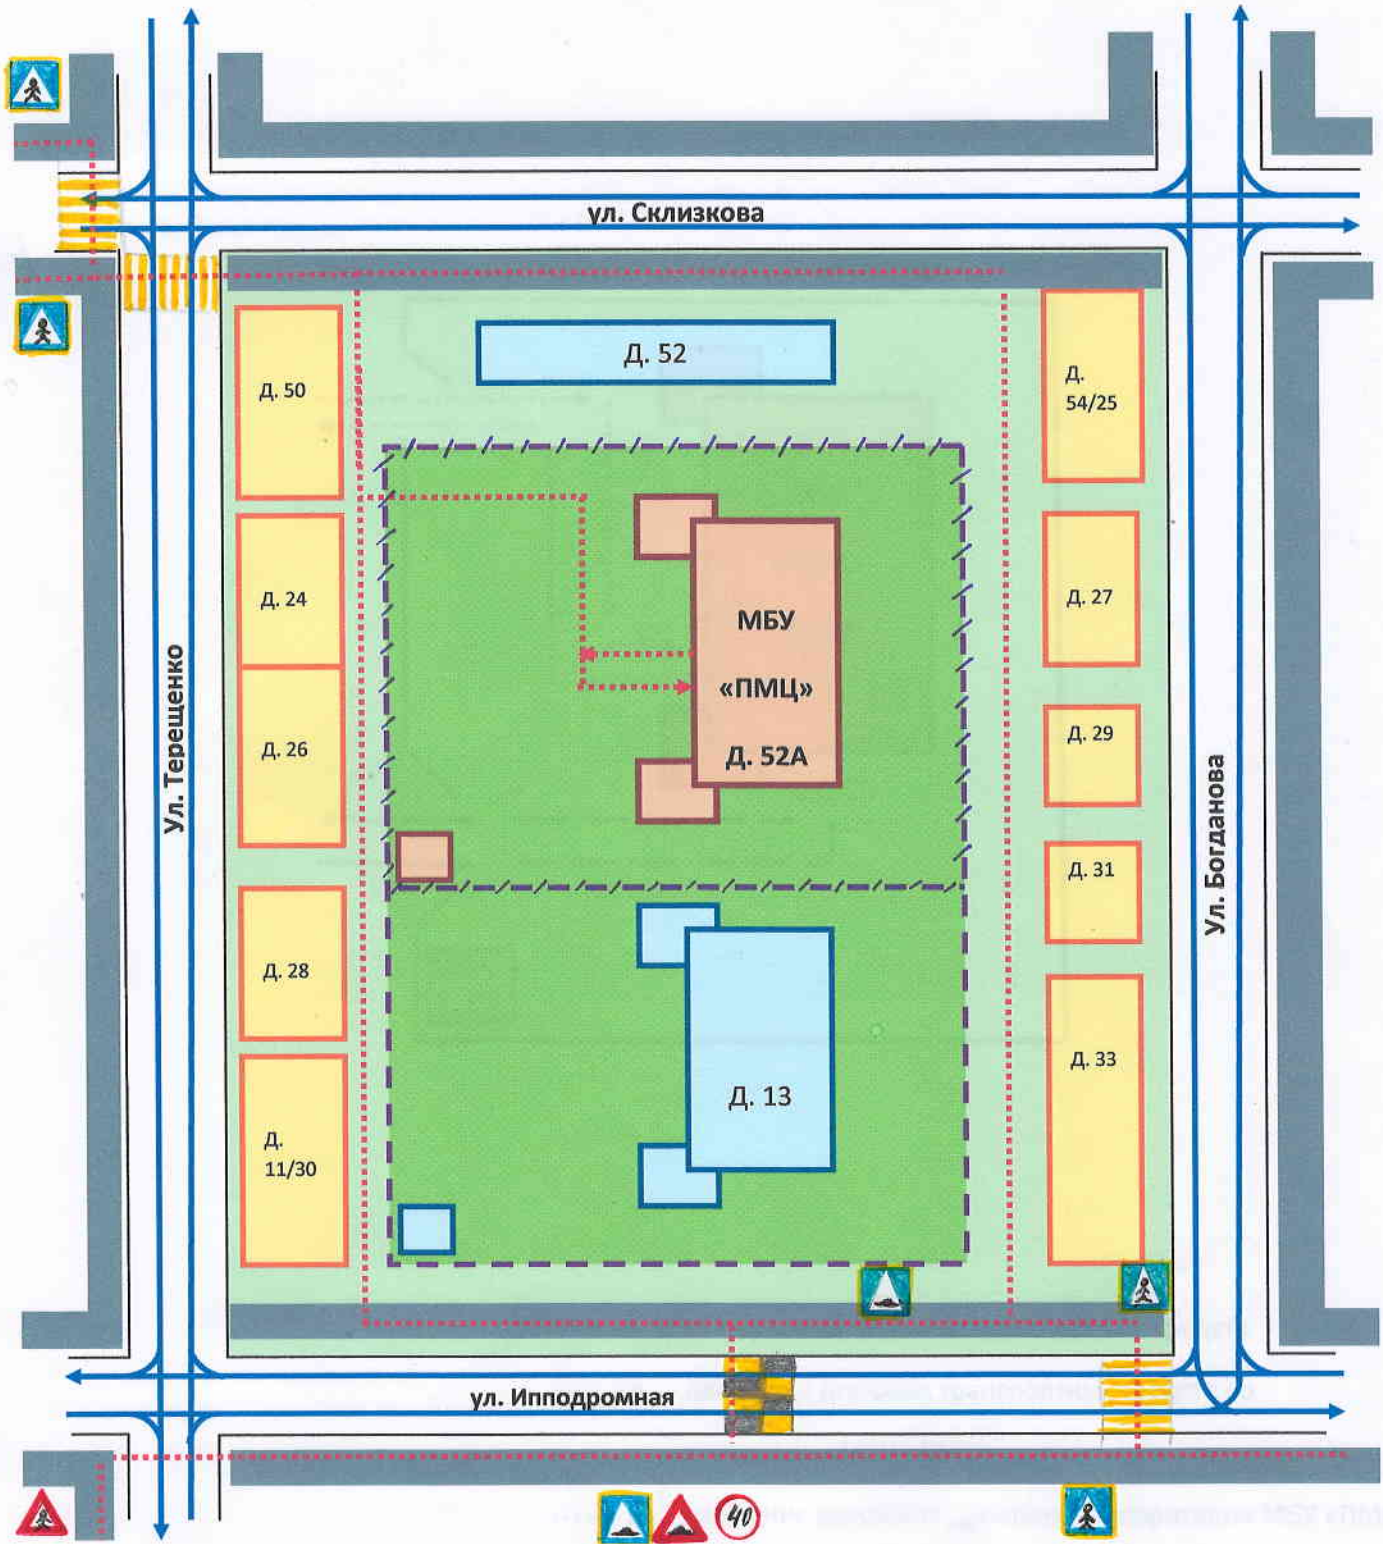 ул. Склизкова
Д. 52
Д. 50
Д.
54/25
Д. 24
Д. 27
МБУ
«ПМЦ»
Д. 52А
Д. 26
Д. 29
Ул. Терещенко
Ул. Богданова
Д. 31
Д. 28
Д. 33
Д. 13
Д.
11/30
ул. Ипподромная
40